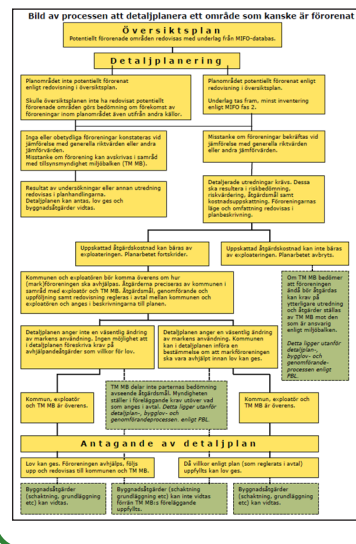 Bild av processen att detaljplanera ett område som kanske är förorenat
Översiktsplan
Potentiellt förorenade områden redovisas med underlag från MIFO-databas.
Detaljplanering
Planområdet inte potentiellt förorenat
enligt redovisning i översiktsplan.
Skulle översiktsplanen inte ha redovisat potentiellt
förorenade områden görs bedömning om förekomst av
föroreningar inom planområdet även utifrån andra källor.
Planområdet potentiellt förorenat enligt
redovisning i översiktsplan.
Underlag tas fram, minst inventering
enligt MIFO fas 2.
Inga eller obetydliga föroreningar konstateras vid
jämförelse med generella riktvärden eller andra
jämförvärden.
Misstanke om förorening kan avskrivas i samråd
med tillsynsmyndighet miljöbalken (TM MB).
Misstanke om föroreningar bekräftas vid
jämförelse med generella riktvärden
eller andra jämförvärden.
Resultat av undersökningar eller annan utredning
redovisas i planhandlingarna.
Detaljplanen kan antas, lov ges och
byggnadsåtgärder vidtas.
Detaljerade utredningar krävs. Dessa
ska resultera i riskbedömning,
riskvärdering, åtgärdsmål samt
kostnadsuppskattning. Föroreningarnas
läge och omfattning redovisas i
planbeskrivning.
Uppskattad åtgärdskostnad kan bäras av
exploateringen. Planarbetet fortskrider.
Uppskattad åtgärdskostnad kan inte bäras
av exploateringen. Planarbetet avbryts.
Kommunen och exploatören bör komma överens om hur
(mark)föroreningen ska avhjälpas. Åtgärderna preciseras av kommunen i
samråd med exploatör och TM MB. Åtgärdsmål, genomförande och
uppföljning samt redovisning regleras i avtal mellan kommunen och
exploatören och anges i beskrivningarna till planen.
Om TM MB bedömer
att föroreningen
ändå bör åtgärdas
kan krav på
ytterligare utredning
och åtgärder ställas
av TM MB mot den
som är ansvarig
enligt miljöbalken.
Detta ligger utanför
detaljplan-,
bygglov- och
genomförande-
processen enligt
PBL.
Detaljplanen anger inte en väsentlig ändring
av markens användning. Ingen möjlighet att
i detaljplanen föreskriva krav på
avhjälpandeåtgärder som villkor för lov.
Detaljplanen anger en väsentlig ändring
av markens användning. Kommunen
kan i detaljplanen införa en
bestämmelse om att markföroreningen
ska vara avhjälpt innan lov kan ges.
Kommun, exploatör
och TM MB är
överens.
TM MB delar inte parternas bedömning
avseende åtgärdsmål. Myndigheten
ställer i föreläggande krav utöver vad
som anges i avtal. Detta ligger utanför
detaljplan-, bygglov- och
genomförandeprocessen. enligt PBL.
Kommun, exploatör och
TM MB är överens.
Antagande av detaljplan
Lov kan ges. Föroreningen avhjälps, följs
upp och redovisas till kommunen och TM MB.
Då villkor enligt plan (som reglerats i avtal)
uppfyllts kan lov ges.
Byggnadsåtgärder
(schaktning, grundläggning
etc) kan vidtas.
Byggnadsåtgärder (schaktning
grundläggning etc) kan inte vidtas
förrän TM MB:s föreläggande
uppfyllts.
Byggnadsåtgärder
(schaktning, grundläggning
etc) kan vidtas.